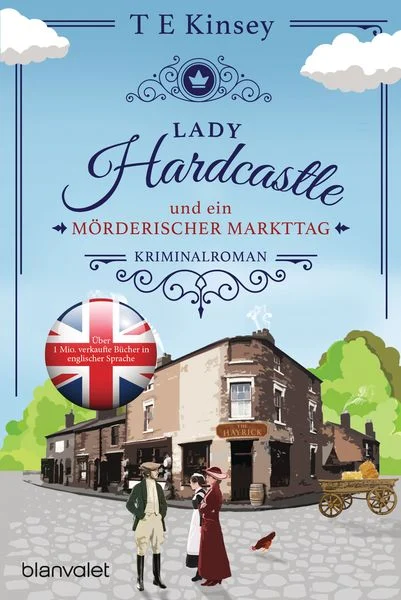 T E Kinsey
LADY
Hardcastle
und ein
MÖRDERISCHER MARKTTAG
KRIMINALROMAN
Über
1 Mio. verkaufte Bücher in
englischer Sprache
THE
HAYRICK
blanvalet